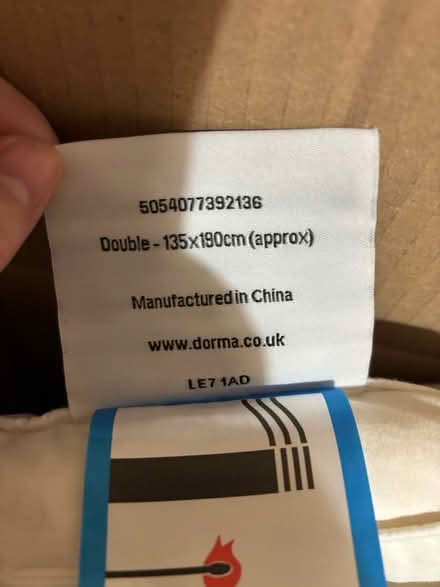 5054077392136
Double - 135x190cm (approx)
Manufactured in China
www.dorma.co.uk
LE7 1AD